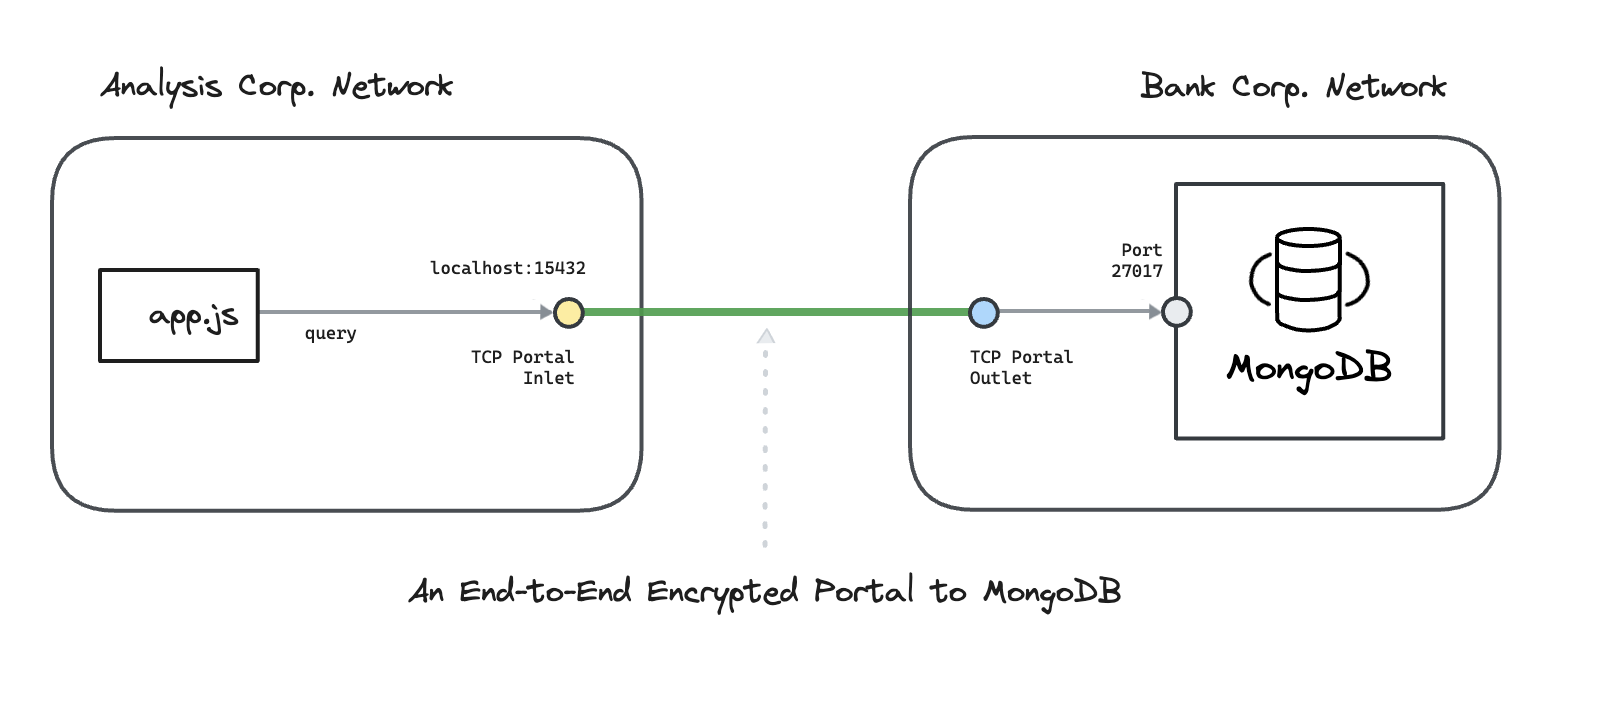 Analysis Corp. Network
Bank Corp. Network
localhost:15432
Port
27017
app.js
query
TCP Portal
Inlet
TCP Portal
Outlet
MongoDB
An End-to-End Encrypted Portal to MongoDB